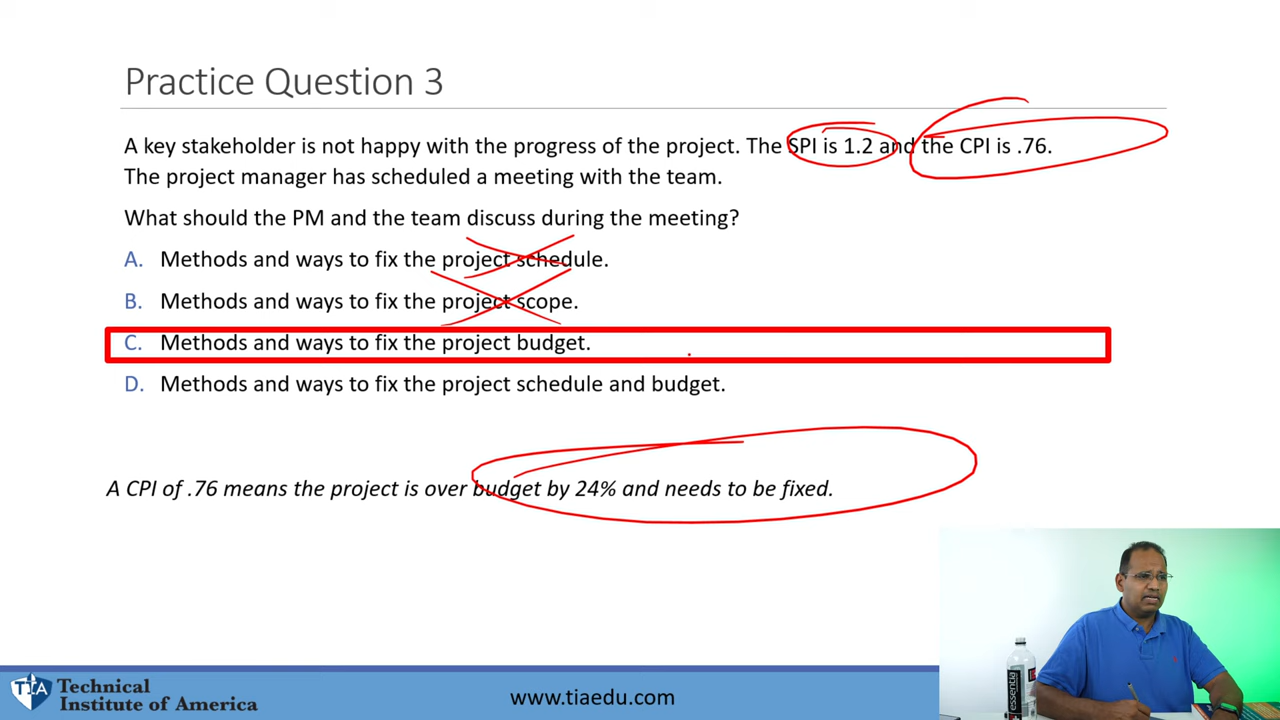 Practice Question 3
A key stakeholder is not happy with the progress of the project. The SPI is 1.2 and the CPI is .76.
The project manager has scheduled a meeting with the team.
What should the PM and the team discuss during the meeting?
A. Methods and ways to fix the project schedule.
B. Methods and ways to fix the project scope.
C. Methods and ways to fix the project budget.
D. Methods and ways to fix the project schedule and budget.
A CPI of .76 means the project is over budget by 24% and needs to be fixed.
essentia
TIA
Technical
Institute of America
www.tiaedu.com